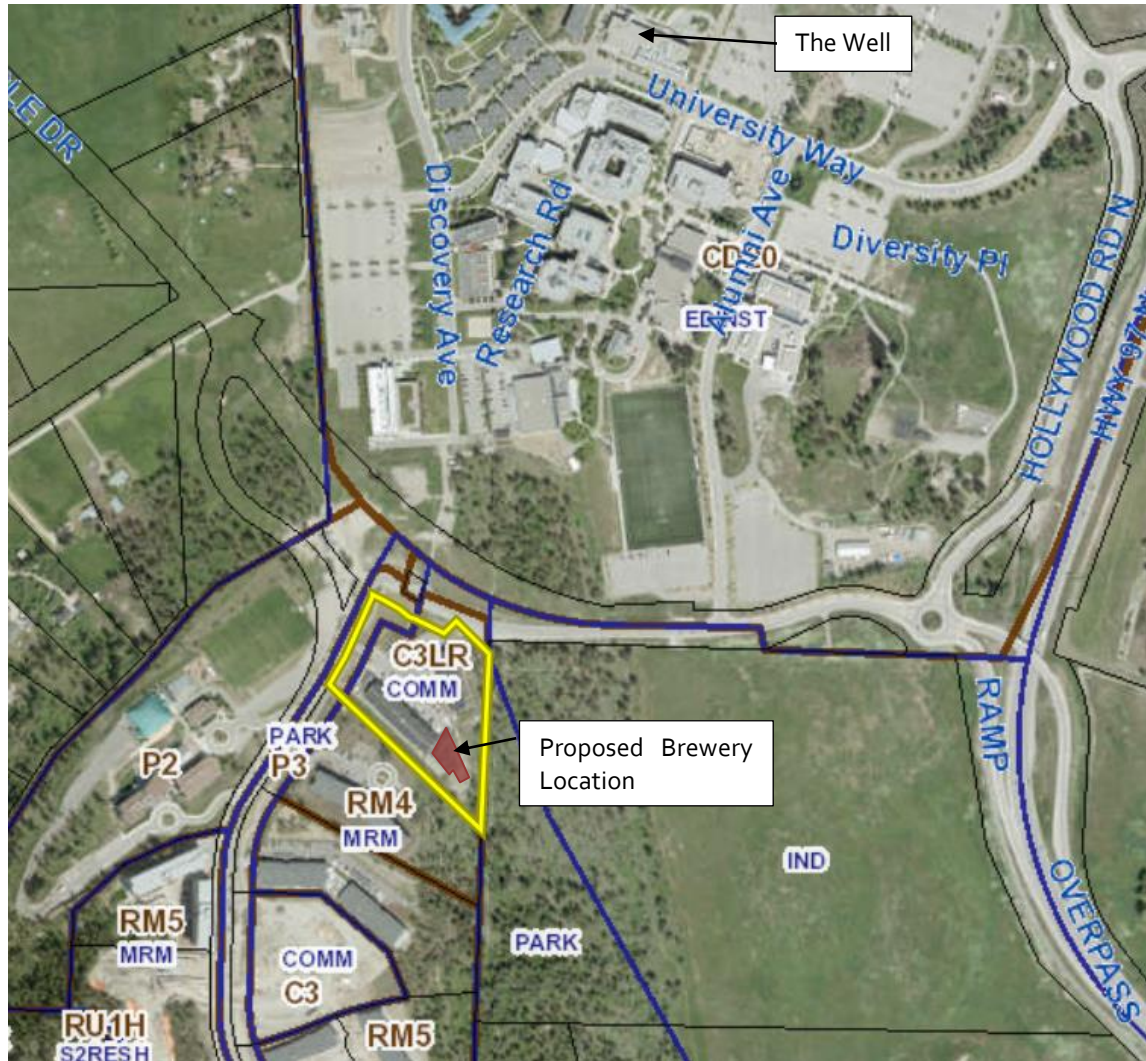 The Well
University Way
LE DR
Discovery Ave
Research Rd
Alumni Ave
Diversity Pl
CD20
EDINST
HOLLYWOOD RD N
HWY 97 N
C3LR
COMM
Proposed Brewery
Location
PARK
P2
P3
RM4
MRM
RAMP
IND
OVERPASS
RM5
MRM
COMM
C3
PARK
RU1H
S2RESH
RM5